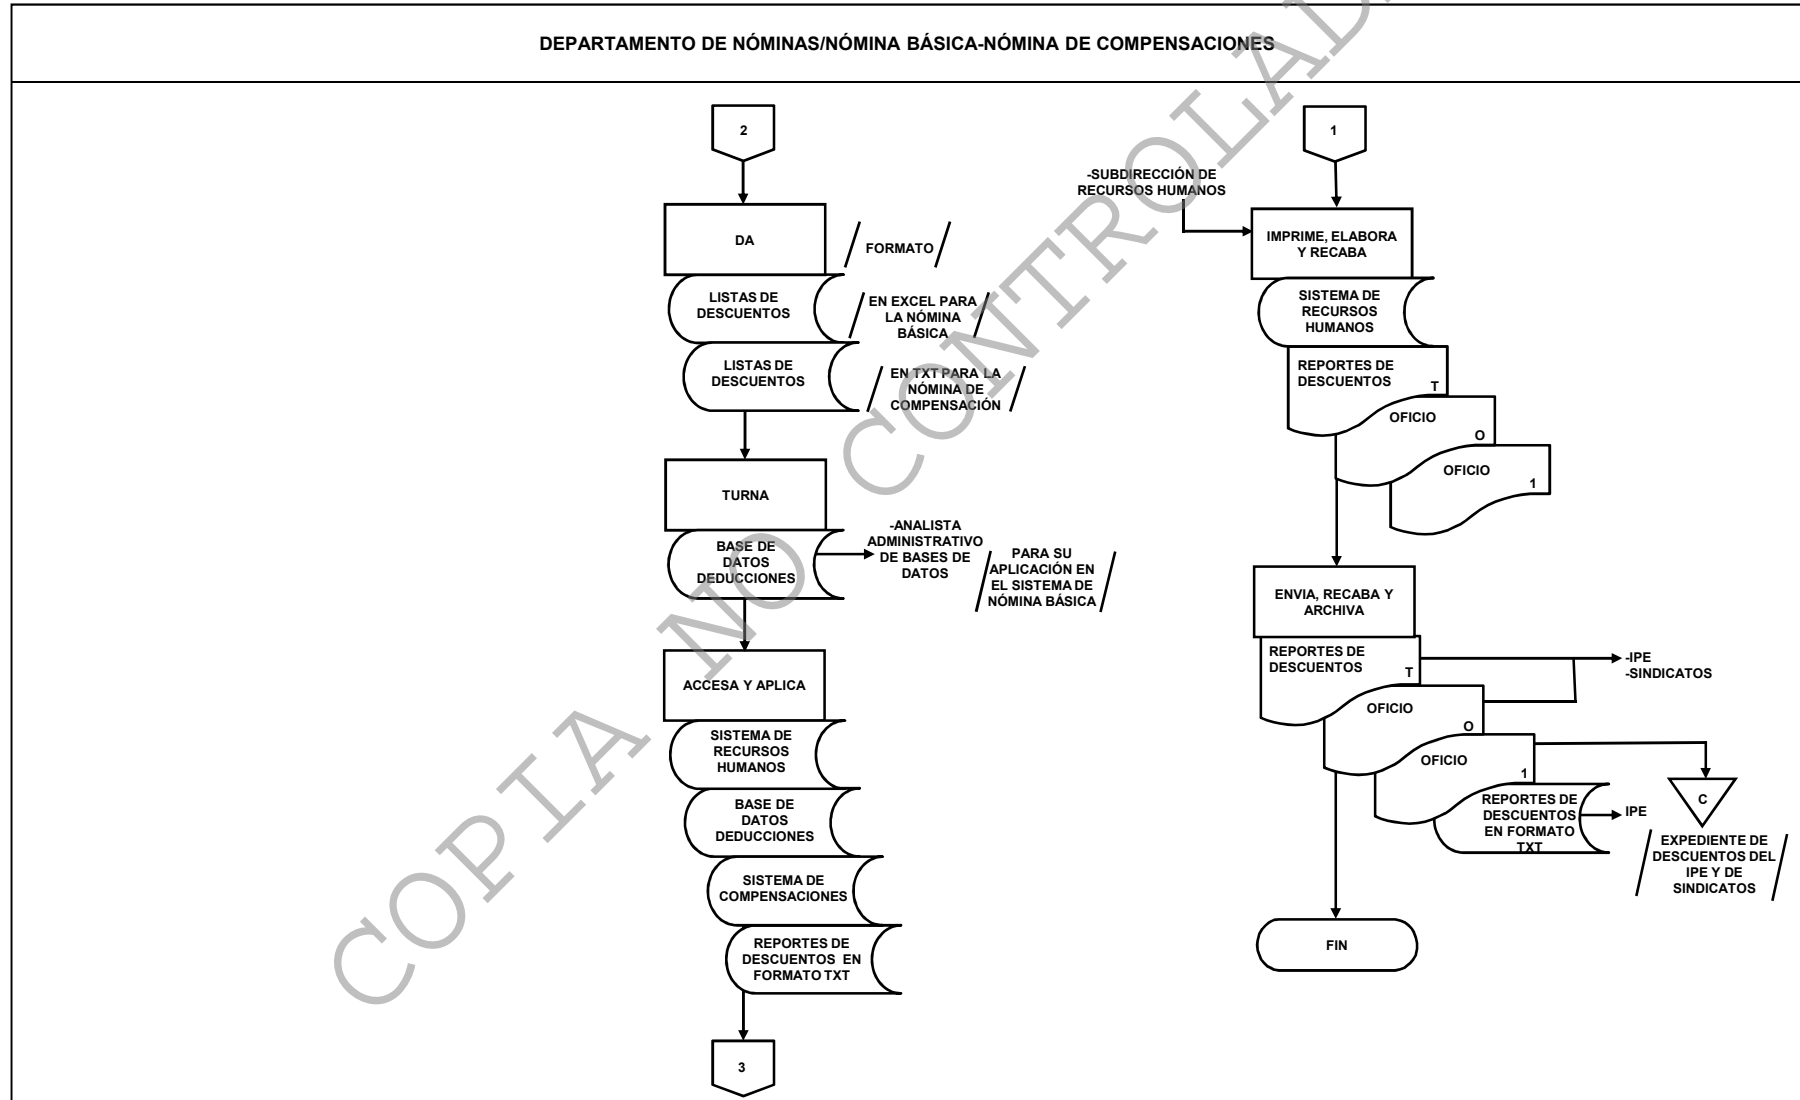 DEPARTAMENTO DE NÓMINAS/NÓMINA BÁSICA-NÓMINA DE COMPENSACIONES
2
DA
FORMATO
LISTAS DE
DESCUENTOS
EN EXCEL PARA
LA NÓMINA
BÁSICA
LISTAS DE
DESCUENTOS
EN TXT PARA LA
NÓMINA DE
COMPENSACIÓN
TURNA
BASE DE
DATOS
DEDUCCIONES
-ANALISTA
ADMINISTRATIVO
DE BASES DE
DATOS
PARA SU
APLICACIÓN EN
EL SISTEMA DE
NÓMINA BÁSICA
ACCESA Y APLICA
SISTEMA DE
RECURSOS
HUMANOS
BASE DE
DATOS
DEDUCCIONES
SISTEMA DE
COMPENSACIONES
REPORTES DE
DESCUENTOS EN
FORMATO TXT
3
1
-SUBDIRECCIÓN DE
RECURSOS HUMANOS
IMPRIME, ELABORA
Y RECABA
SISTEMA DE
RECURSOS
HUMANOS
REPORTES DE
DESCUENTOS
T
OFICIO
O
OFICIO
1
ENVIA, RECABA Y
ARCHIVA
REPORTES DE
DESCUENTOS
T
-IPE
-SINDICATOS
OFICIO
O
OFICIO
1
REPORTES DE
DESCUENTOS
EN FORMATO
TXT
IPE
C
EXPEDIENTE DE
DESCUENTOS DEL
IPE Y DE
SINDICATOS
FIN
COPIA NO CONTROLAD